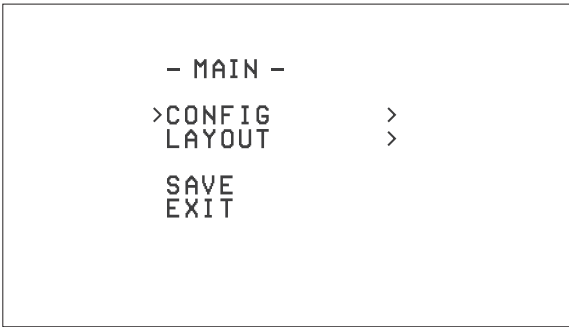 - MAIN -
>CONFIG >
LAYOUT >
SAVE
EXIT